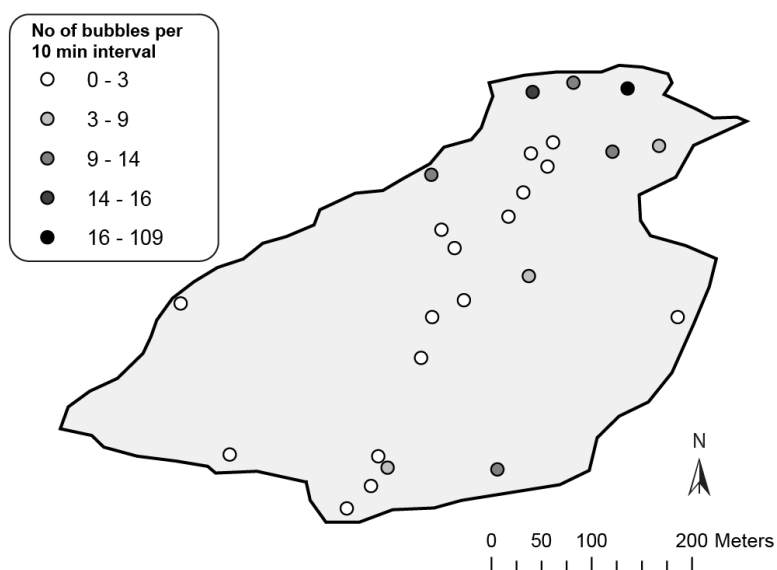 No of bubbles per
10 min interval
0 - 3
3 - 9
9 - 14
14 - 16
16 - 109
N
0 50 100 200 Meters